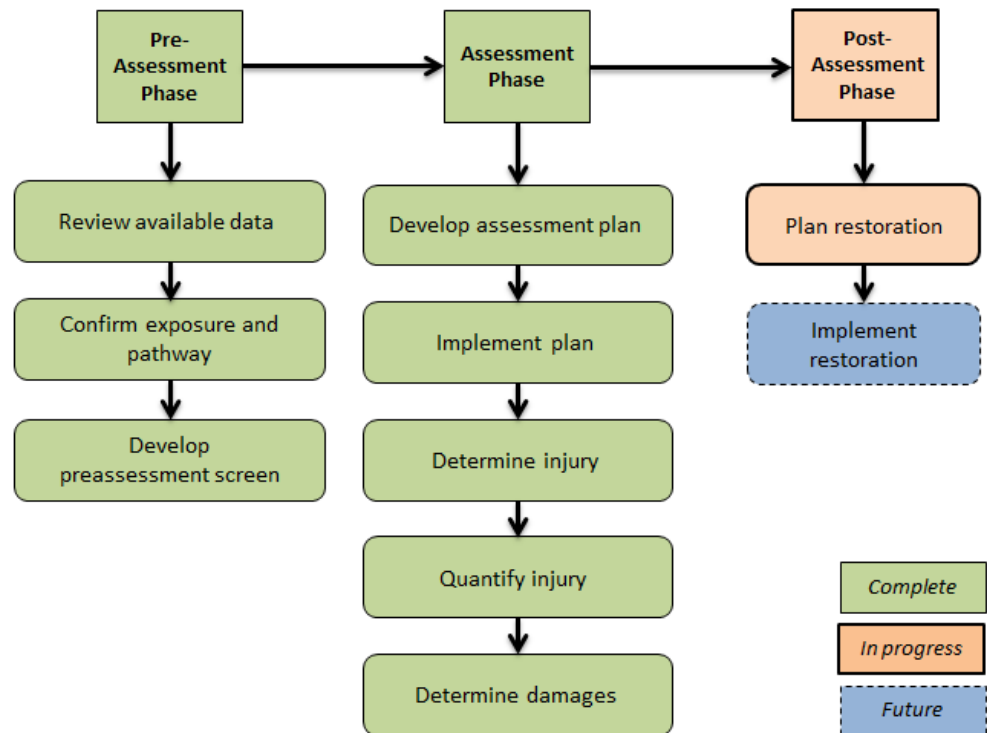 Pre-
Assessment
Phase
Assessment
Phase
Post-
Assessment
Phase
Review available data
Confirm exposure and
pathway
Develop
preassessment screen
Develop assessment plan
Implement plan
Determine injury
Quantify injury
Determine damages
Plan restoration
Implement
restoration
Complete
In progress
Future